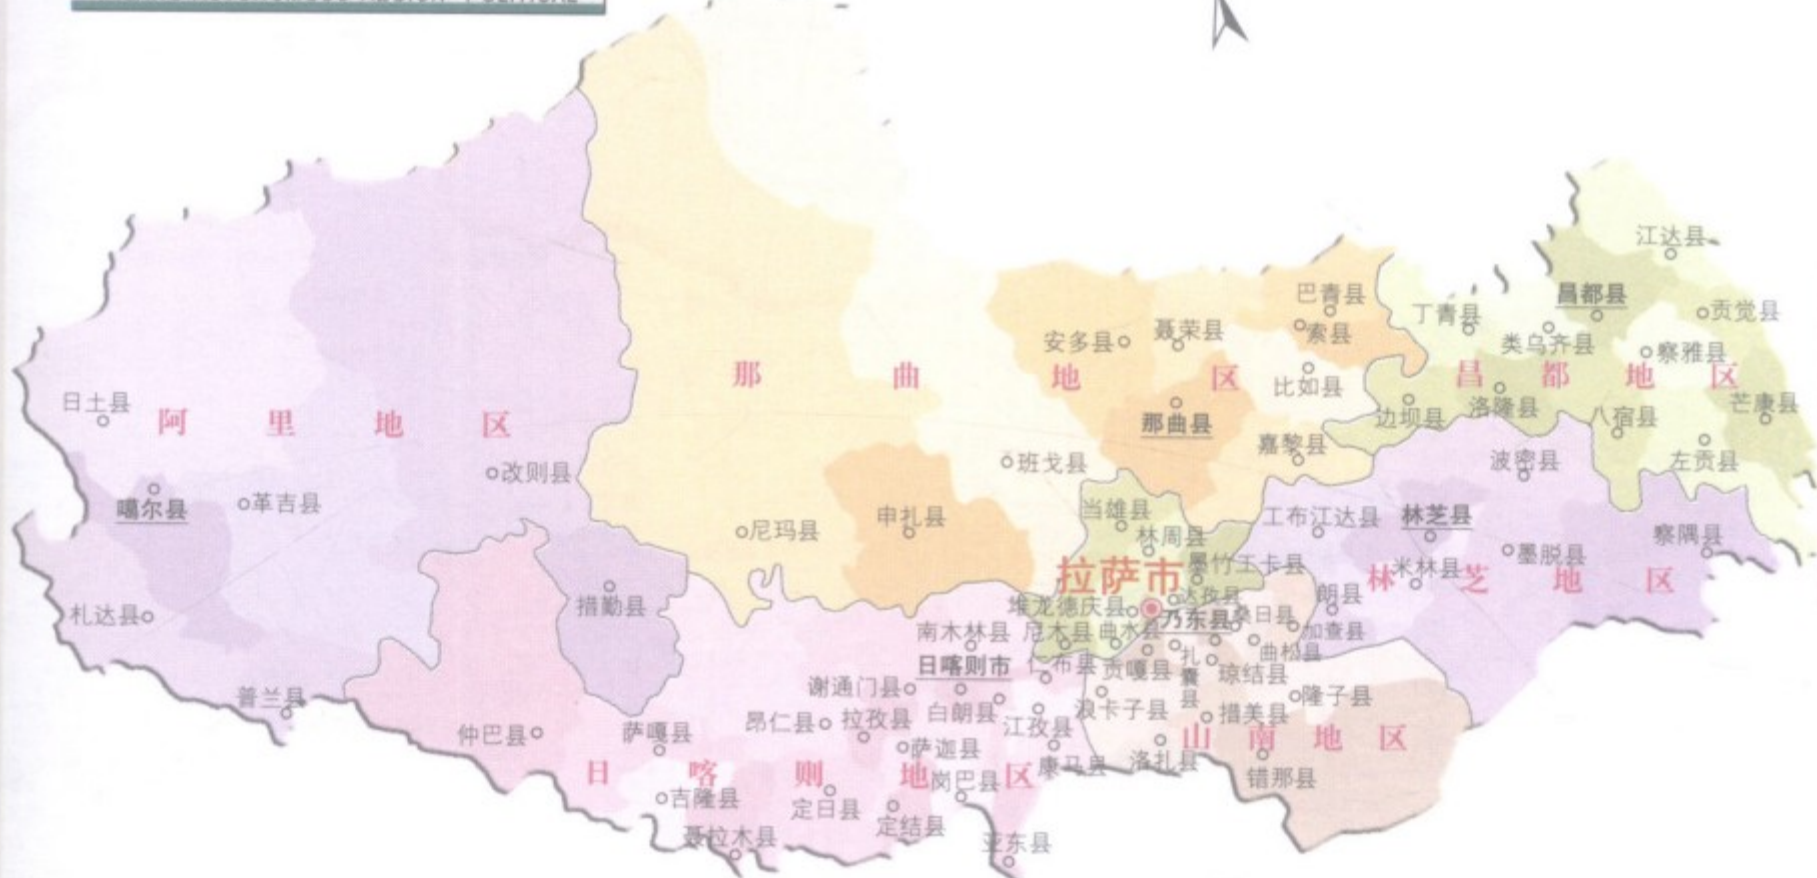 江达县
巴青县
昌都县
丁青县
贡觉县
安多县
聂荣县
索县
类乌齐县
察雅县
那曲地区
比如县
昌都地区
日土县
阿里地区
那曲县
边坝县
洛隆县
八宿县
芒康县
嘉黎县
改则县
班戈县
波密县
左贡县
噶尔县
革吉县
尼玛县
申扎县
当雄县
工布江达县
林芝县
林周县
察隅县
墨竹工卡县
墨脱县
拉萨市
米林县
林芝地区
札达县
措勤县
堆龙德庆县
达孜县
乃东县
桑日县
朗县
南木林县
尼木县
曲水县
加查县
日喀则市
仁布县
贡嘎县
扎囊县
琼结县
曲松县
普兰县
谢通门县
浪卡子县
隆子县
仲巴县
萨嘎县
昂仁县
拉孜县
白朗县
江孜县
措美县
山南地区
萨迦县
康马县
洛扎县
日喀则地区
岗巴县
错那县
吉隆县
定日县
定结县
聂拉木县
亚东县